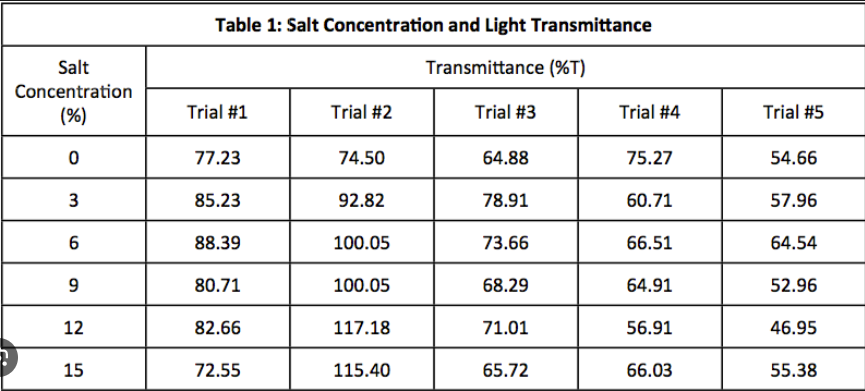 Table 1: Salt Concentration and Light Transmittance
Salt Concentration (%) Transmittance (%T)
Trial #1 Trial #2 Trial #3 Trial #4 Trial #5
0 77.23 74.50 64.88 75.27 54.66
3 85.23 92.82 78.91 60.71 57.96
6 88.39 100.05 73.66 66.51 64.54
9 80.71 100.05 68.29 64.91 52.96
12 82.66 117.18 71.01 56.91 46.95
15 72.55 115.40 65.72 66.03 55.38